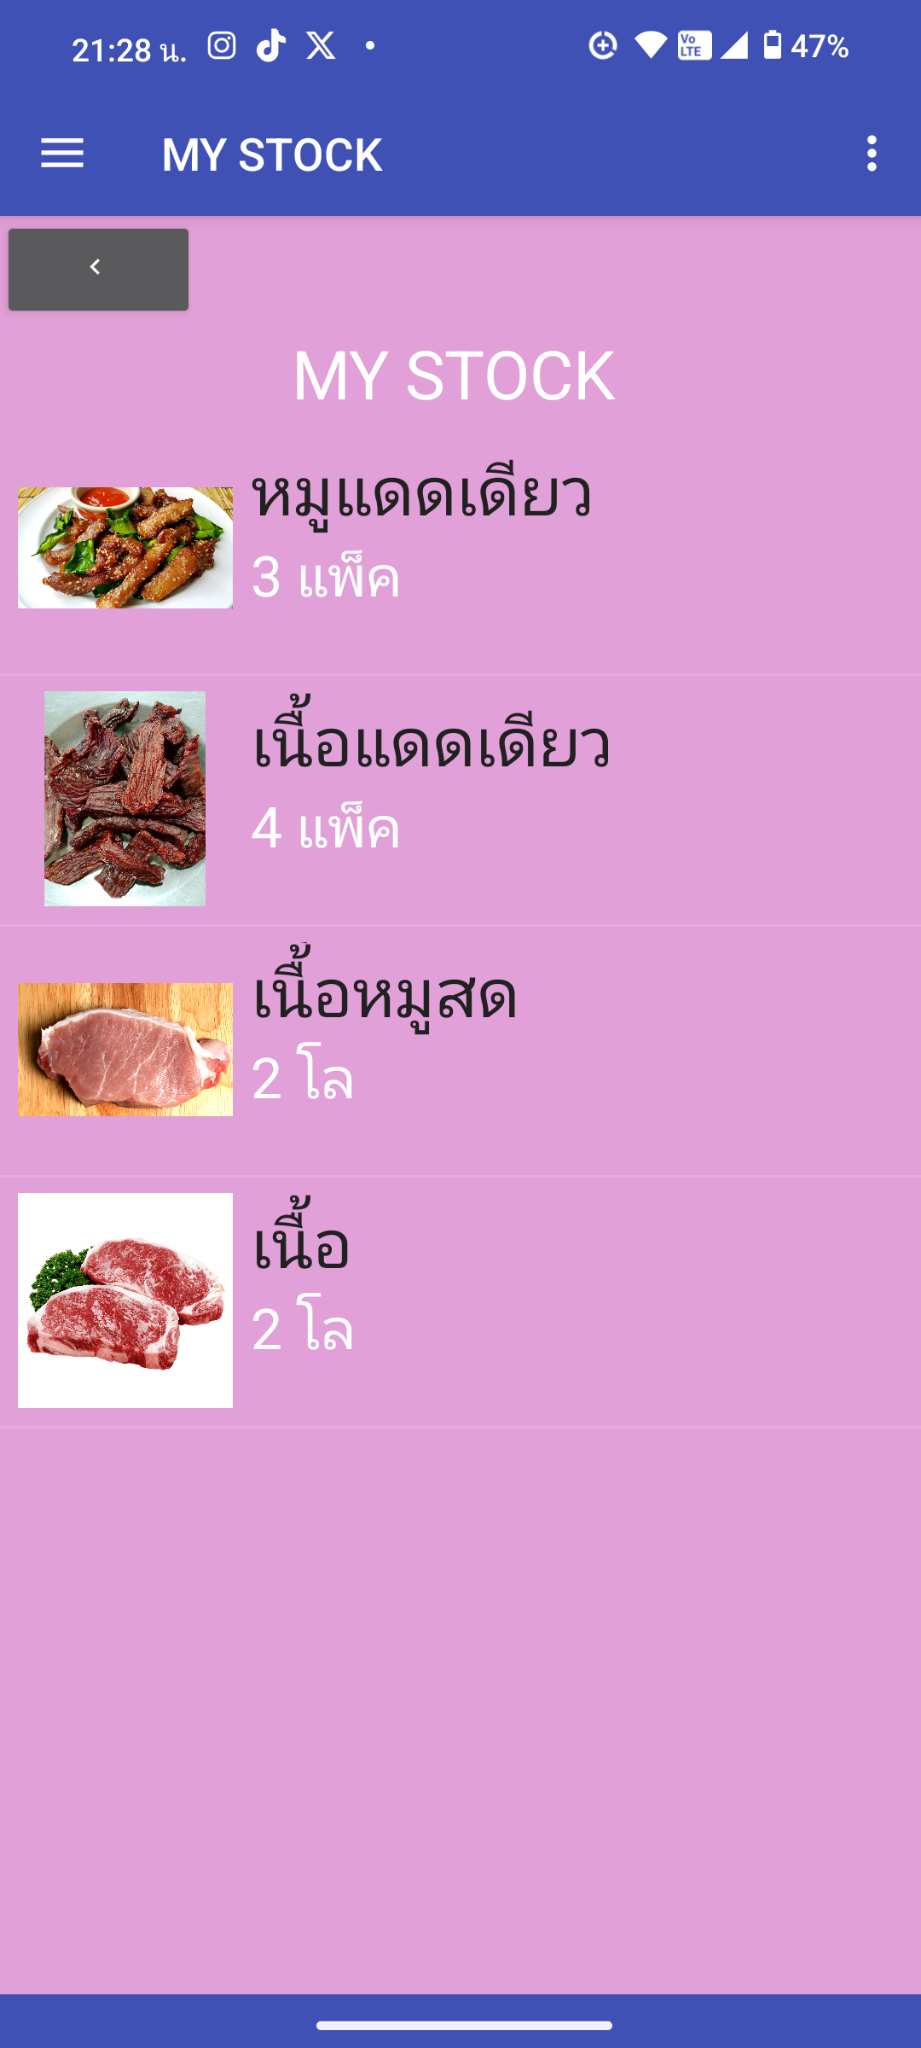 21:28 น.
Vo LTE
47%
MY STOCK
MY STOCK
หมูแดดเดียว
3 แพ็ค
เนื้อแดดเดียว
4 แพ็ค
เนื้อหมูสด
2 โล
เนื้อ
2 โล